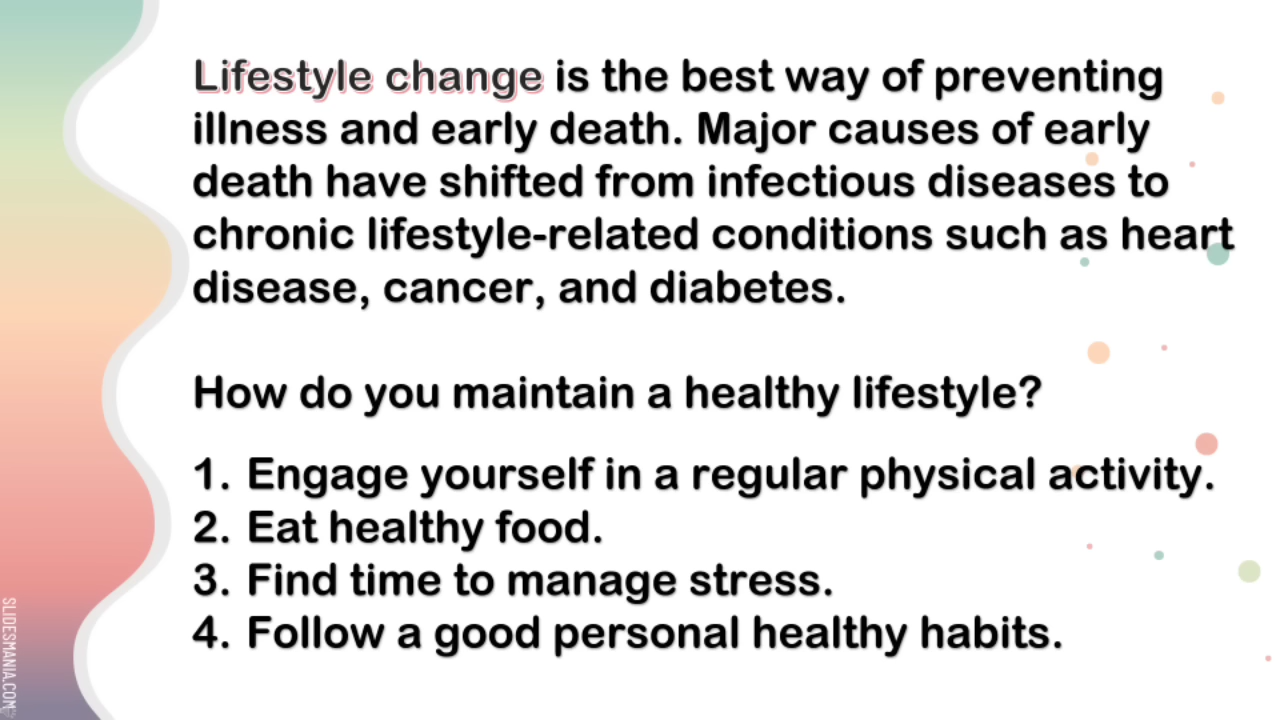 Lifestyle change is the best way of preventing
illness and early death. Major causes of early
death have shifted from infectious diseases to
chronic lifestyle-related conditions such as heart
disease, cancer, and diabetes.
How do you maintain a healthy lifestyle?
1. Engage yourself in a regular physical activity.
2. Eat healthy food.
3. Find time to manage stress.
4. Follow a good personal healthy habits.
SLIDESMANIA.COM